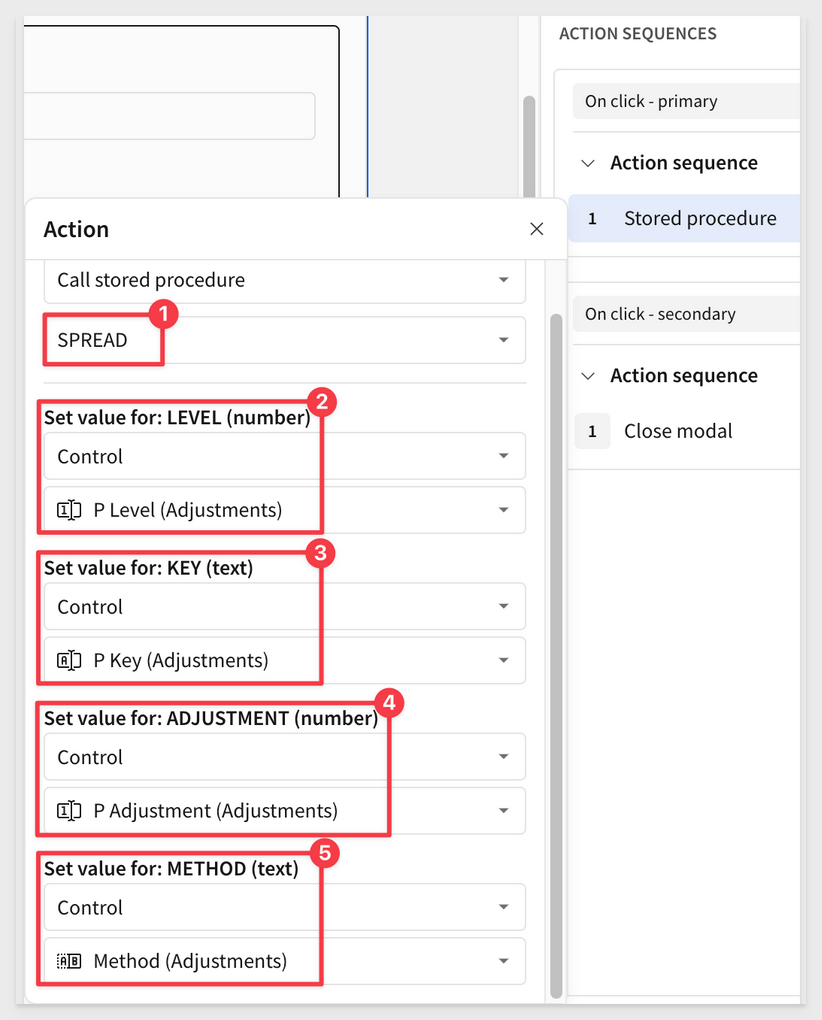 ACTION SEQUENCES
On click - primary
Action sequence
1 Stored procedure
On click - secondary
Action sequence
1 Close modal
Action
Call stored procedure
1
SPREAD
2
Set value for: LEVEL (number)
Control
P Level (Adjustments)
3
Set value for: KEY (text)
Control
P Key (Adjustments)
4
Set value for: ADJUSTMENT (number)
Control
P Adjustment (Adjustments)
5
Set value for: METHOD (text)
Control
Method (Adjustments)